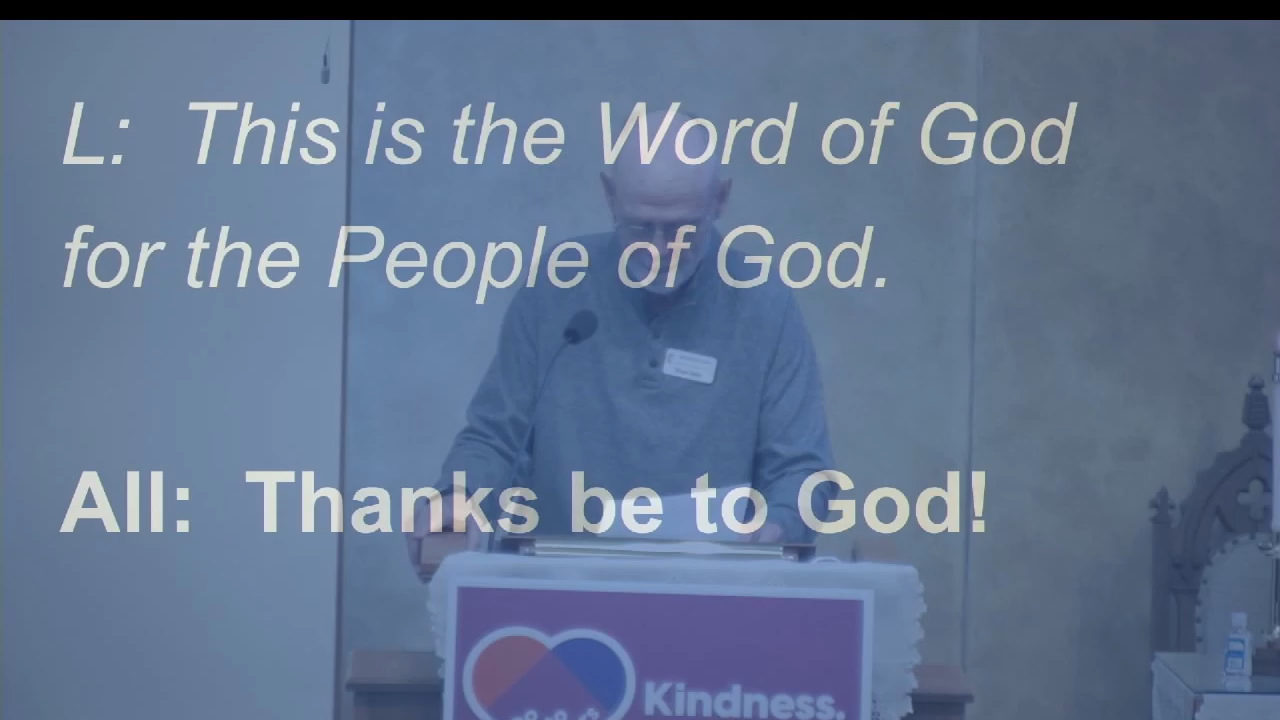 L: This is the Word of God
for the People of God.
All: Thanks be to God!
Kindness.